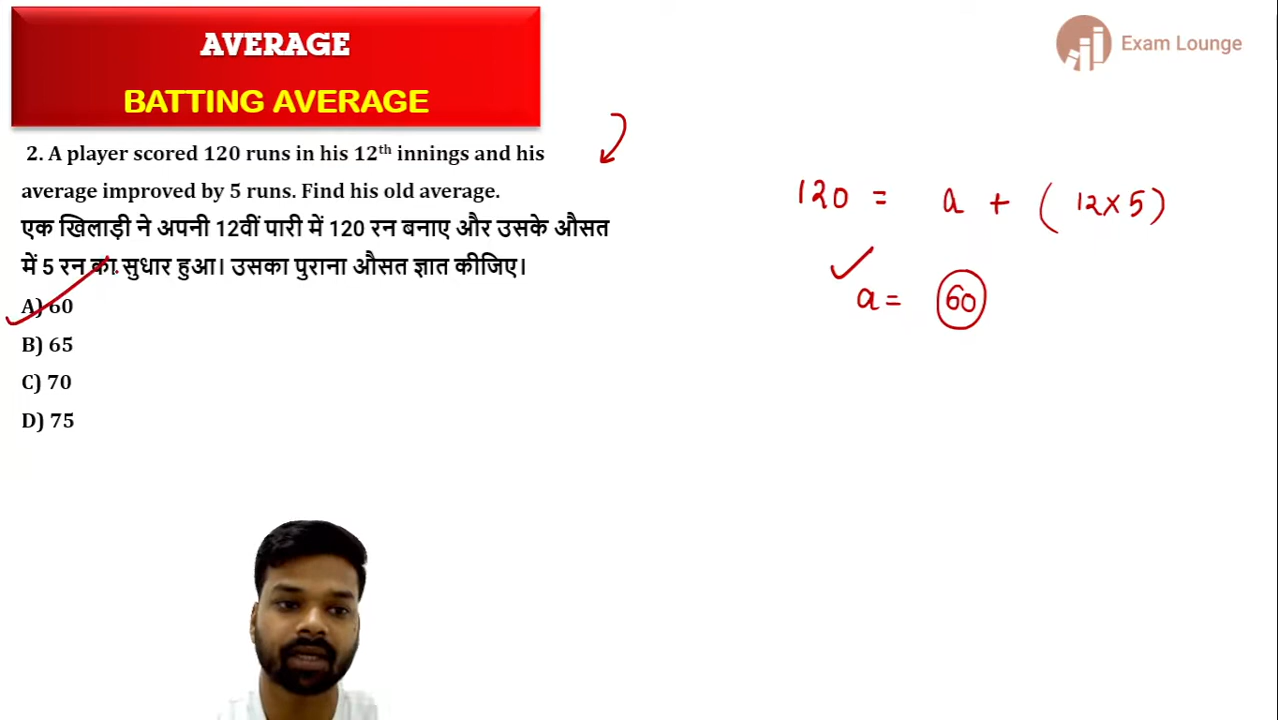 AVERAGE
BATTING AVERAGE
Exam Lounge
2. A player scored 120 runs in his 12th innings and his
average improved by 5 runs. Find his old average.
एक खिलाड़ी ने अपनी 12वीं पारी में 120 रन बनाए और उसके औसत
में 5 रन का सुधार हुआ। उसका पुराना औसत ज्ञात कीजिए।
A) 60
B) 65
C) 70
D) 75
120 = a + (12×5)
a = 60